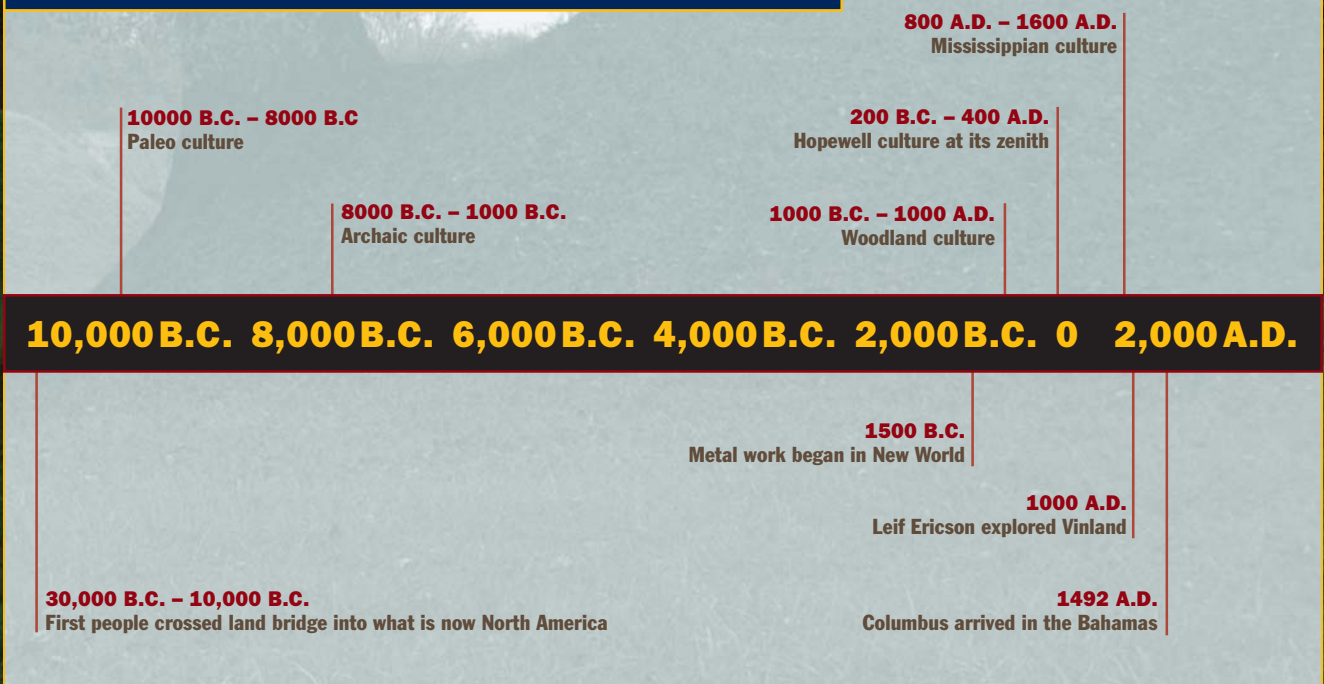 800 A.D. – 1600 A.D.
Mississippian culture
10000 B.C. – 8000 B.C
Paleo culture
200 B.C. – 400 A.D.
Hopewell culture at its zenith
8000 B.C. – 1000 B.C.
Archaic culture
1000 B.C. – 1000 A.D.
Woodland culture
10,000 B.C. 8,000 B.C. 6,000 B.C. 4,000 B.C. 2,000 B.C. 0 2,000 A.D.
1500 B.C.
Metal work began in New World
1000 A.D.
Leif Ericson explored Vinland
30,000 B.C. – 10,000 B.C.
First people crossed land bridge into what is now North America
1492 A.D.
Columbus arrived in the Bahamas